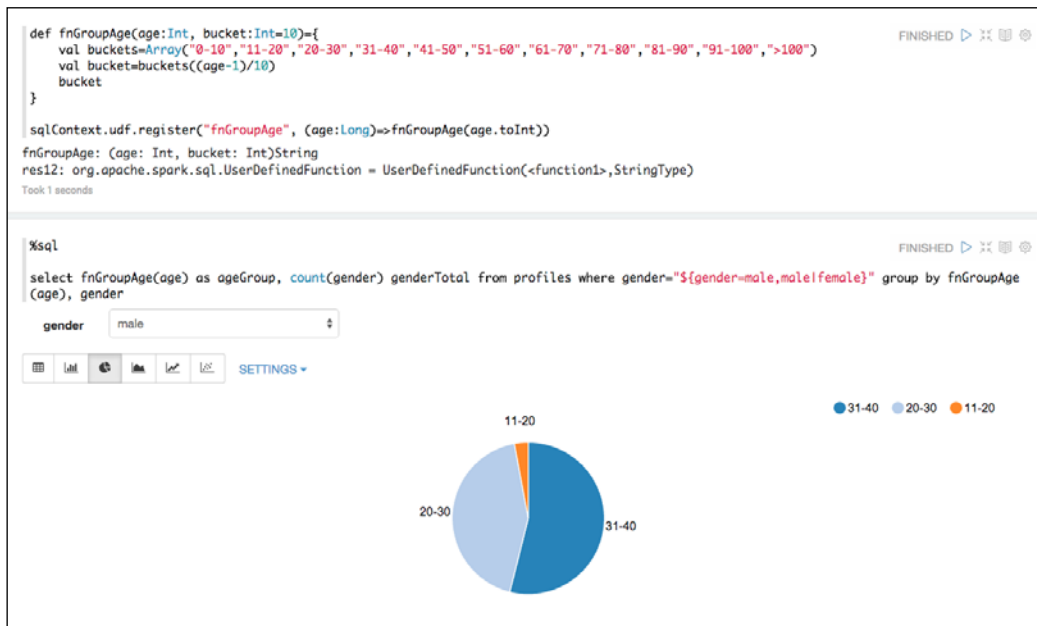 def fnGroupAge(age:Int, bucket:Int=10)={
FINISHED
val buckets=Array("0-10","11-20","20-30","31-40","41-50","51-60","61-70","71-80","81-90","91-100",">100")
val bucket=buckets((age-1)/10)
bucket
}
sqlContext.udf.register("fnGroupAge", (age:Long)=>fnGroupAge(age.toInt))
fnGroupAge: (age: Int, bucket: Int)String
res12: org.apache.spark.sql.UserDefinedFunction = UserDefinedFunction(<function1>,StringType)
Took 1 seconds
%sql
FINISHED
select fnGroupAge(age) as ageGroup, count(gender) genderTotal from profiles where gender="${gender=male,male|female}" group by fnGroupAge
(age), gender
gender male
SETTINGS
31-40 20-30 11-20
11-20
20-30
31-40